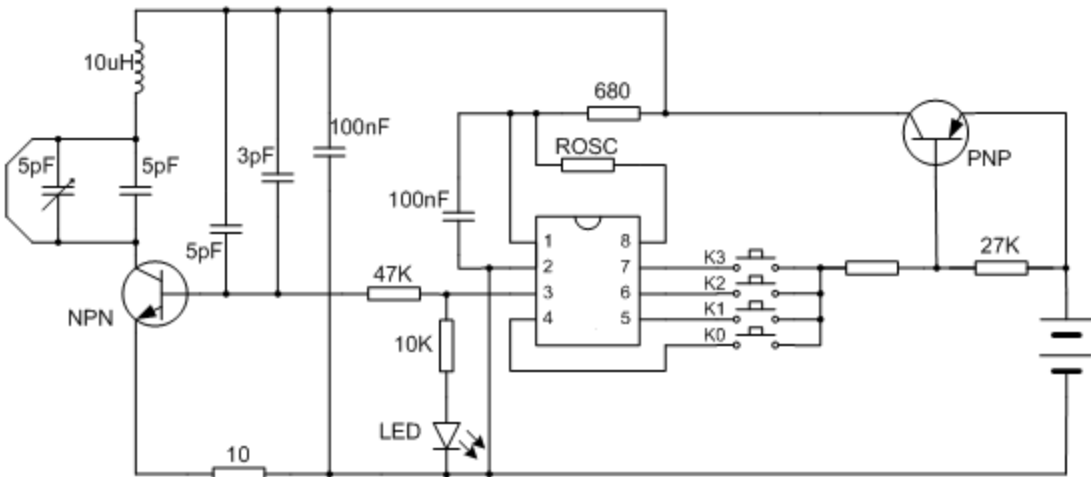 10uH
5pF
5pF
3pF
100nF
5pF
NPN
10
47K
10K
LED
100nF
680
ROSC
1
2
3
4
8
7
6
5
K3
K2
K1
K0
PNP
27K